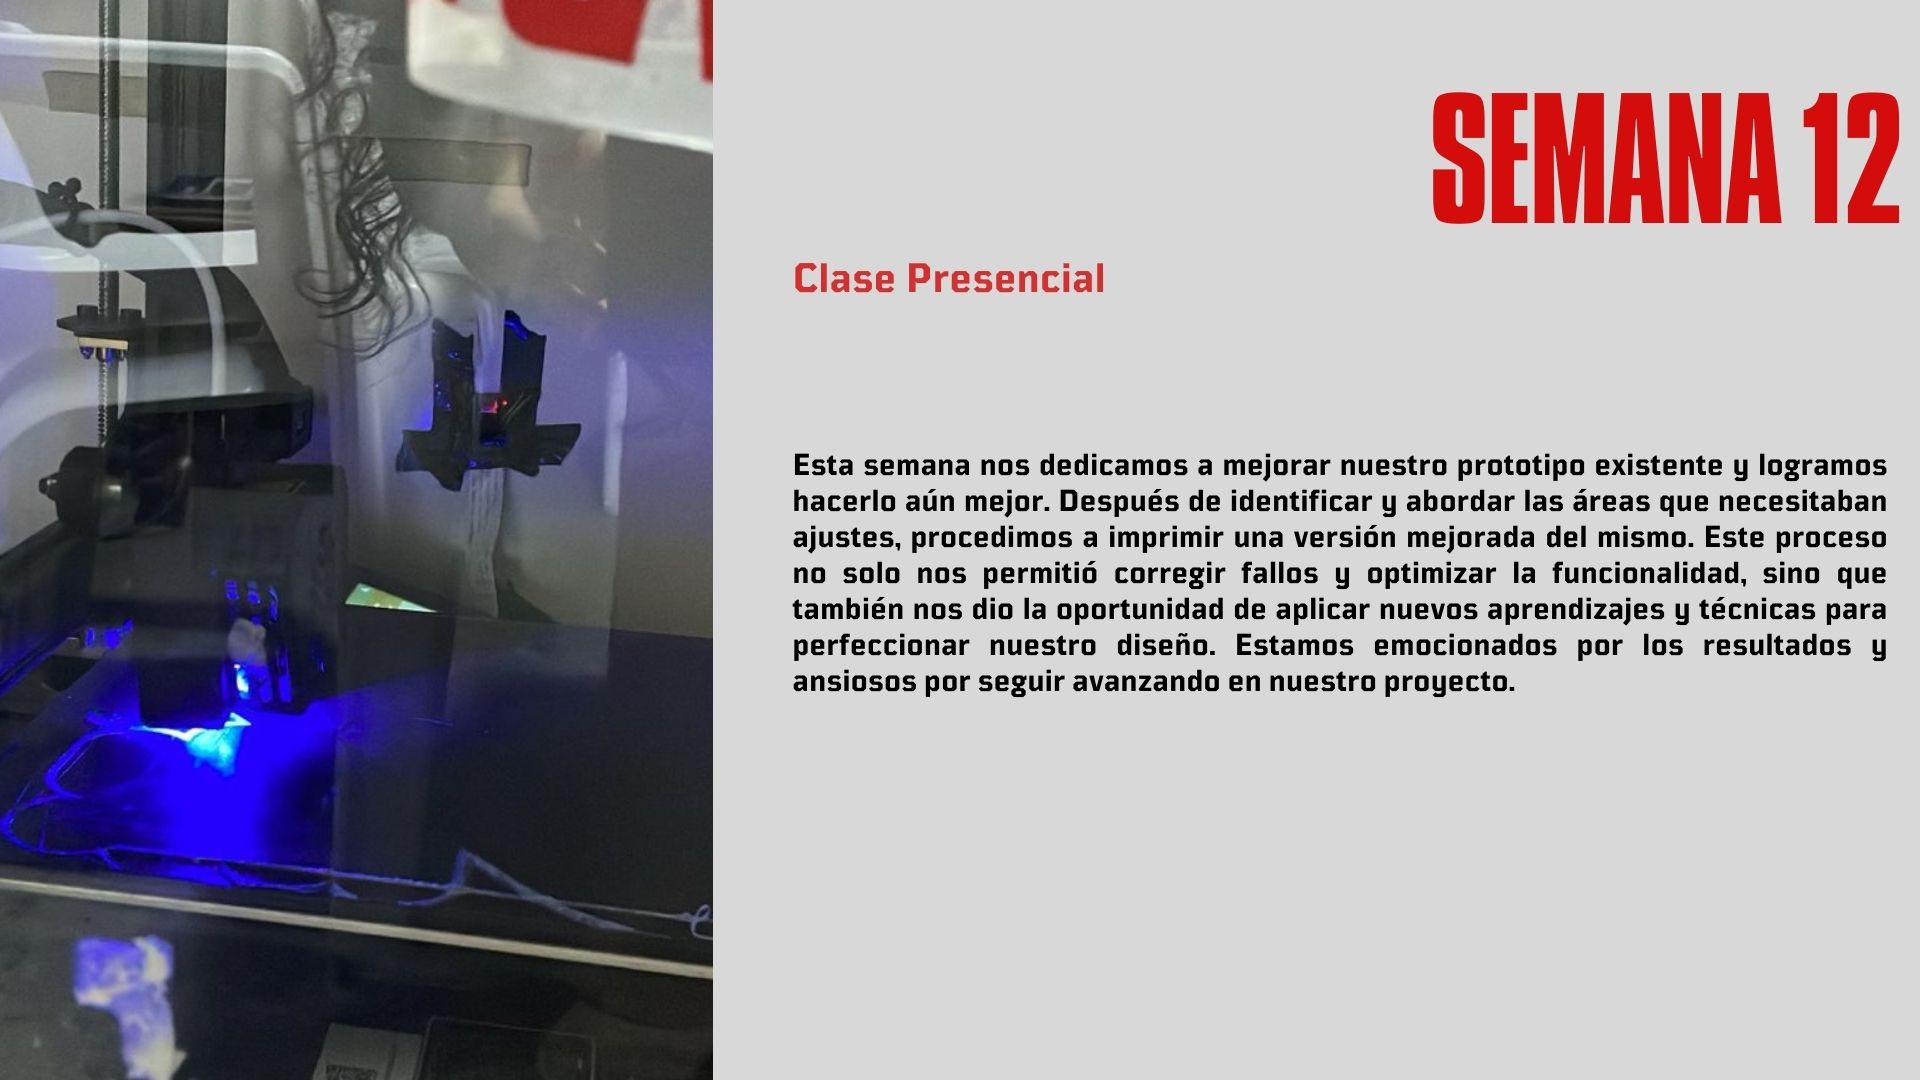 SEMANA 12
Clase Presencial
Esta semana nos dedicamos a mejorar nuestro prototipo existente y logramos
hacerlo aún mejor. Después de identificar y abordar las áreas que necesitaban
ajustes, procedimos a imprimir una versión mejorada del mismo. Este proceso
no solo nos permitió corregir fallos y optimizar la funcionalidad, sino que
también nos dio la oportunidad de aplicar nuevos aprendizajes y técnicas para
perfeccionar nuestro diseño. Estamos emocionados por los resultados y
ansiosos por seguir avanzando en nuestro proyecto.